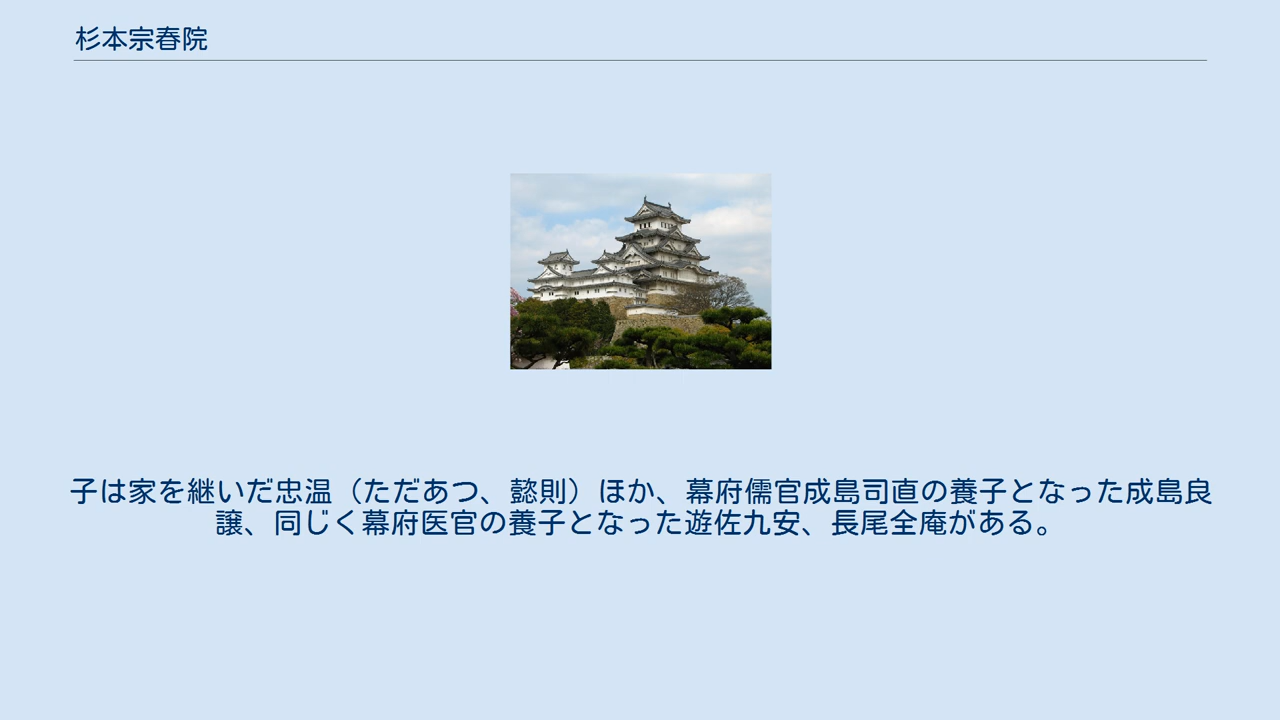 杉本宗春院
子は家を継いだ忠温（ただあつ、懿則）ほか、幕府儒官成島司直の養子となった成島良
譲、同じく幕府医官の養子となった遊佐九安、長尾全庵がある。